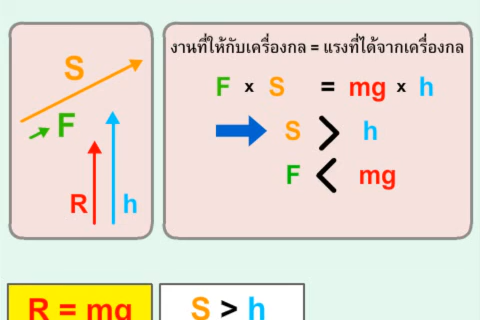 S
F
R h
งานที่ให้กับเครื่องกล = แรงที่ได้จากเครื่องกล
F x S = mg x h
S > h
F < mg
R = mg
S > h